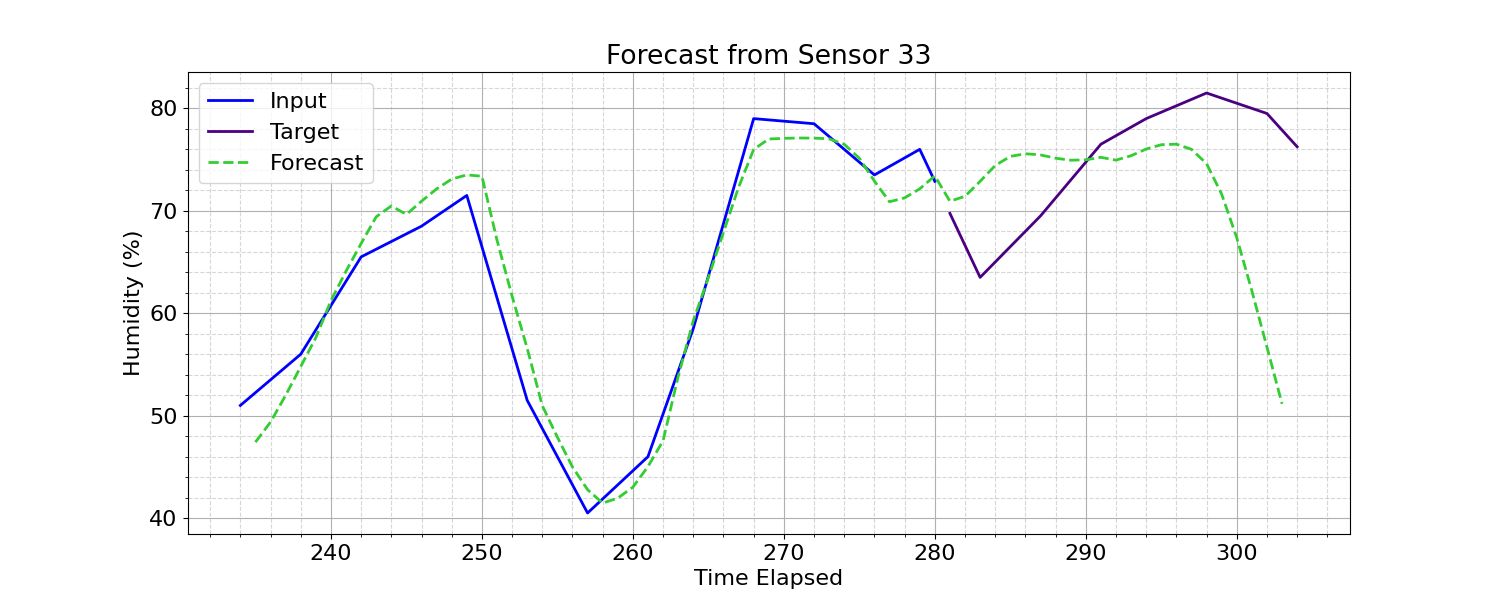 Forecast from Sensor 33
Input
Target
Forecast
Humidity (%)
80
70
60
50
40
240 250 260 270 280 290 300
Time Elapsed